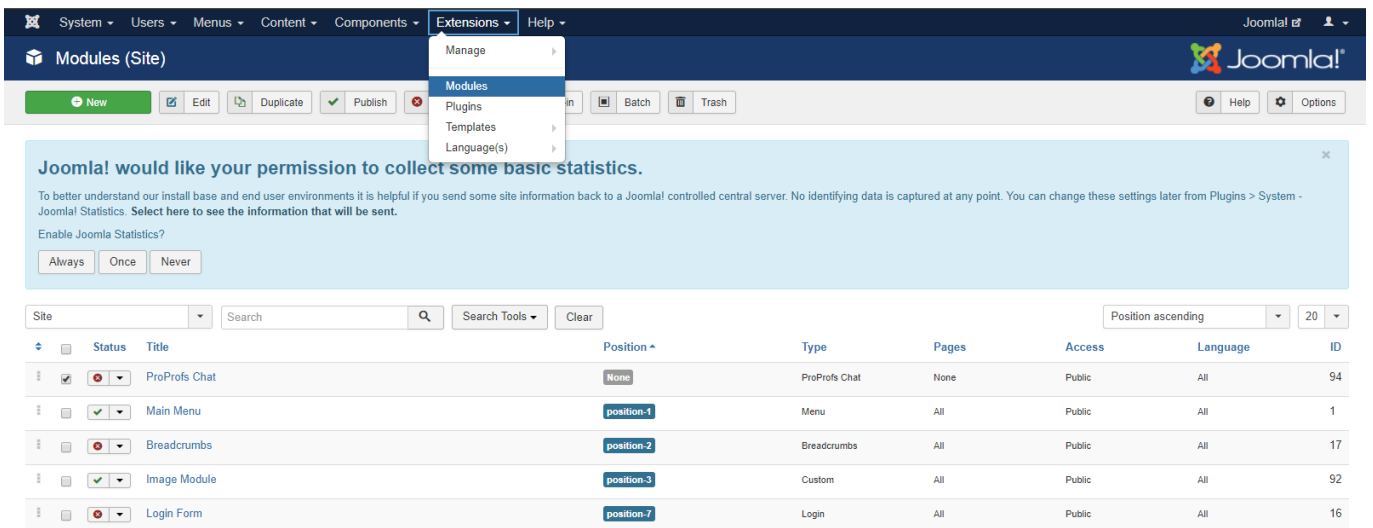 System Users Menus Content Components Extensions Help Joomla!
Manage
Modules (Site) Joomla!
Modules
New Edit Duplicate Publish in Batch Trash Help Options
Plugins
Templates
Language(s)
Joomla! would like your permission to collect some basic statistics.
To better understand our install base and end user environments it is helpful if you send some site information back to a Joomla! controlled central server. No identifying data is captured at any point. You can change these settings later from Plugins > System -
Joomla! Statistics. Select here to see the information that will be sent.
Enable Joomla Statistics?
Always Once Never
Site Search Search Tools Clear Position ascending 20
Status Title Position Type Pages Access Language ID
ProProfs Chat None ProProfs Chat None Public All 94
Main Menu position-1 Menu All Public All 1
Breadcrumbs position-2 Breadcrumbs All Public All 17
Image Module position-3 Custom All Public All 92
Login Form position-7 Login All Public All 16